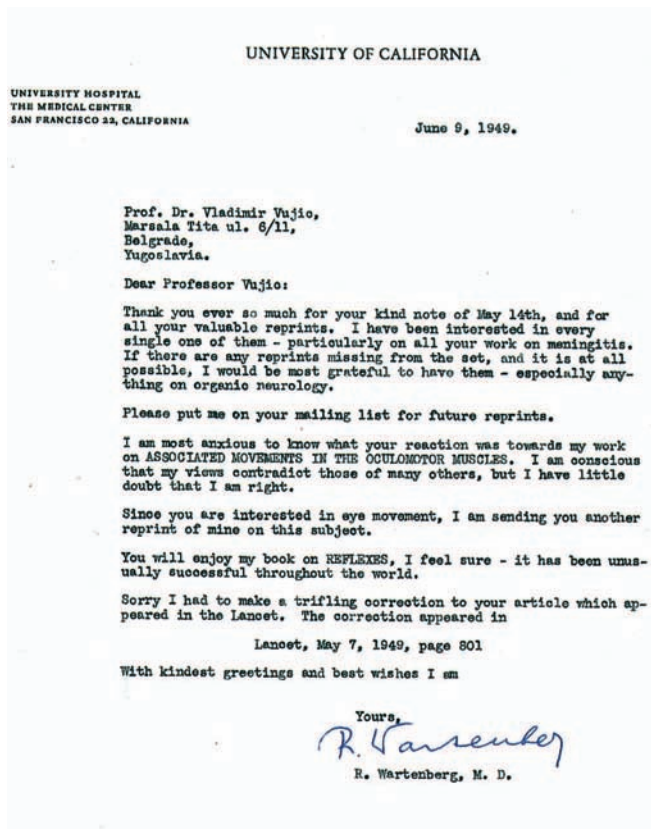 UNIVERSITY OF CALIFORNIA
UNIVERSITY HOSPITAL
THE MEDICAL CENTER
SAN FRANCISCO 22, CALIFORNIA
June 9, 1949.
Prof. Dr. Vladimir Vujic,
Marsala Tita ul. 6/11,
Belgrade,
Yugoslavia.
Dear Professor Vujic:
Thank you ever so much for your kind note of May 14th, and for
all your valuable reprints. I have been interested in every
single one of them - particularly on all your work on meningitis.
If there are any reprints missing from the set, and it is at all
possible, I would be most grateful to have them - especially any-
thing on organic neurology.
Please put me on your mailing list for future reprints.
I am most anxious to know what your reaction was towards my work
on ASSOCIATED MOVEMENTS IN THE OCULOMOTOR MUSCLES. I am conscious
that my views contradict those of many others, but I have little
doubt that I am right.
Since you are interested in eye movement, I am sending you another
reprint of mine on this subject.
You will enjoy my book on REFLEXES, I feel sure - it has been unus-
ually successful throughout the world.
Sorry I had to make a trifling correction to your article which ap-
peared in the Lancet. The correction appeared in
Lancet, May 7, 1949, page 801
With kindest greetings and best wishes I am
Yours,
R. Wartenberg
R. Wartenberg, M. D.